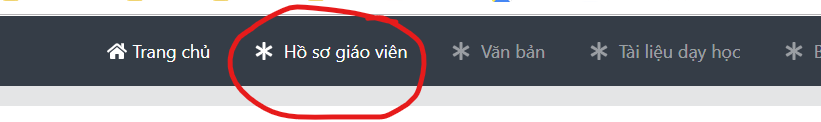 Trang chủ Hồ sơ giáo viên Văn bản Tài liệu dạy học